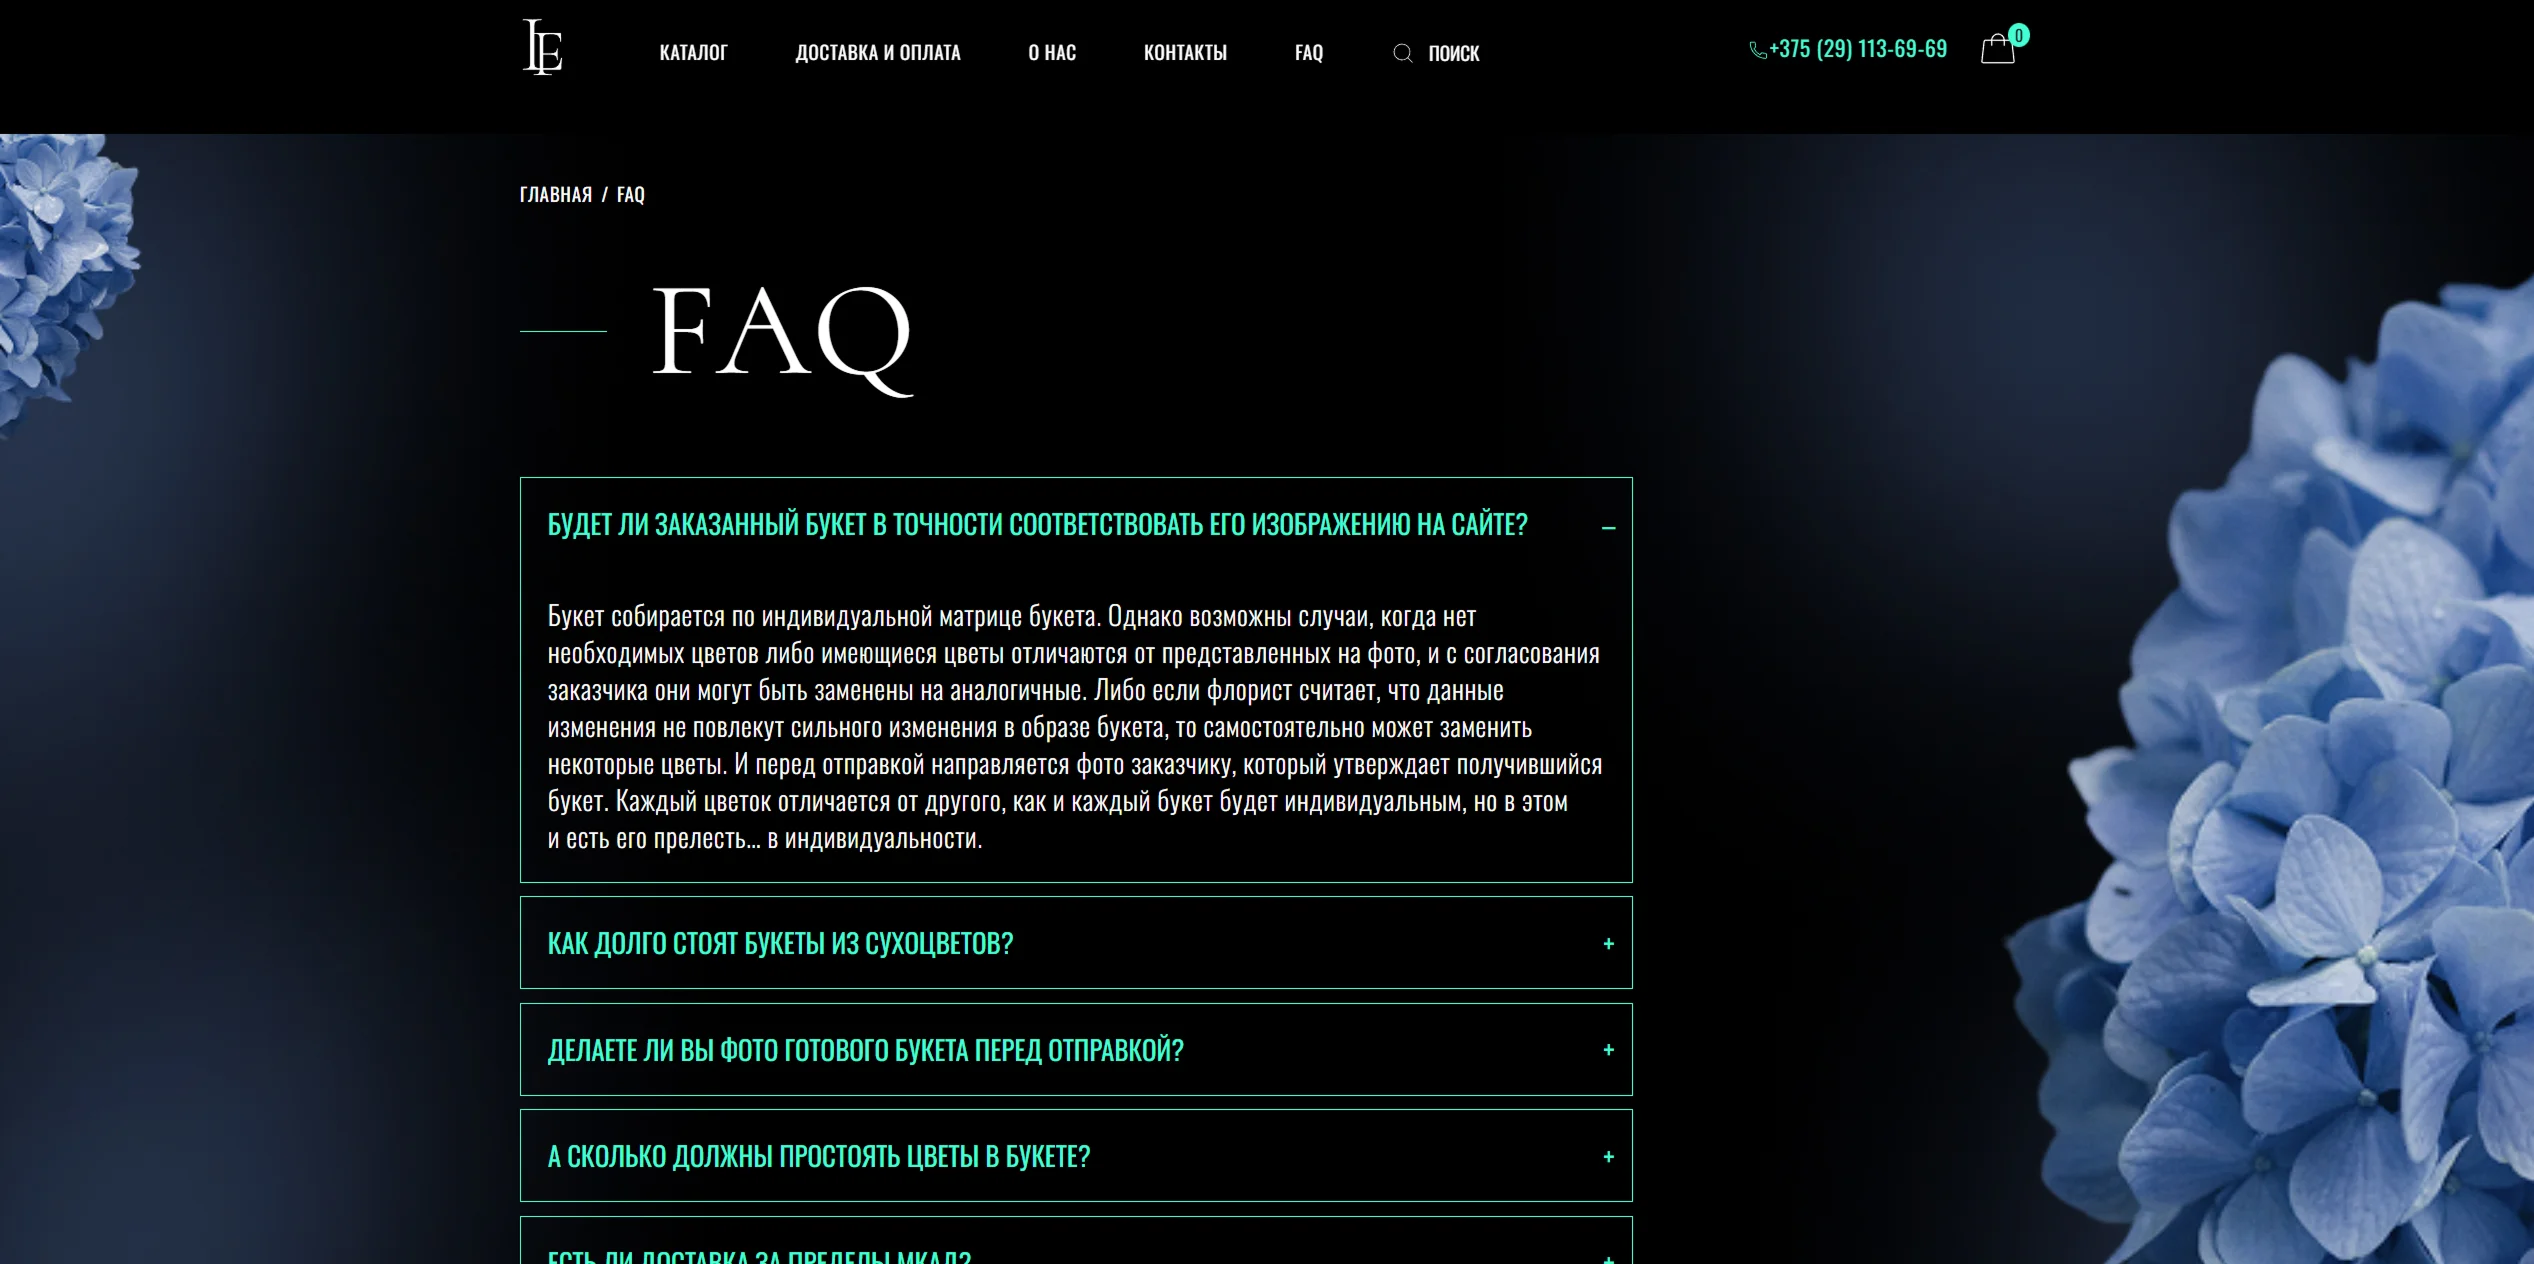 LE
КАТАЛОГ ДОСТАВКА И ОПЛАТА О НАС КОНТАКТЫ FAQ ПОИСК +375 (29) 113-69-69 0
ГЛАВНАЯ / FAQ
FAQ
БУДЕТ ЛИ ЗАКАЗАННЫЙ БУКЕТ В ТОЧНОСТИ СООТВЕТСТВОВАТЬ ЕГО ИЗОБРАЖЕНИЮ НА САЙТЕ? –
Букет собирается по индивидуальной матрице букета. Однако возможны случаи, когда нет
необходимых цветов либо имеющиеся цветы отличаются от представленных на фото, и с согласования
заказчика они могут быть заменены на аналогичные. Либо если флорист считает, что данные
изменения не повлекут сильного изменения в образе букета, то самостоятельно может заменить
некоторые цветы. И перед отправкой направляется фото заказчику, который утверждает получившийся
букет. Каждый цветок отличается от другого, как и каждый букет будет индивидуальным, но в этом
и есть его прелесть... в индивидуальности.
КАК ДОЛГО СТОЯТ БУКЕТЫ ИЗ СУХОЦВЕТОВ? +
ДЕЛАЕТЕ ЛИ ВЫ ФОТО ГОТОВОГО БУКЕТА ПЕРЕД ОТПРАВКОЙ? +
А СКОЛЬКО ДОЛЖНЫ ПРОСТОЯТЬ ЦВЕТЫ В БУКЕТЕ? +
ЕСТЬ ЛИ ДОСТАВКА ЗА ПРЕДЕЛЫ МКАД? +